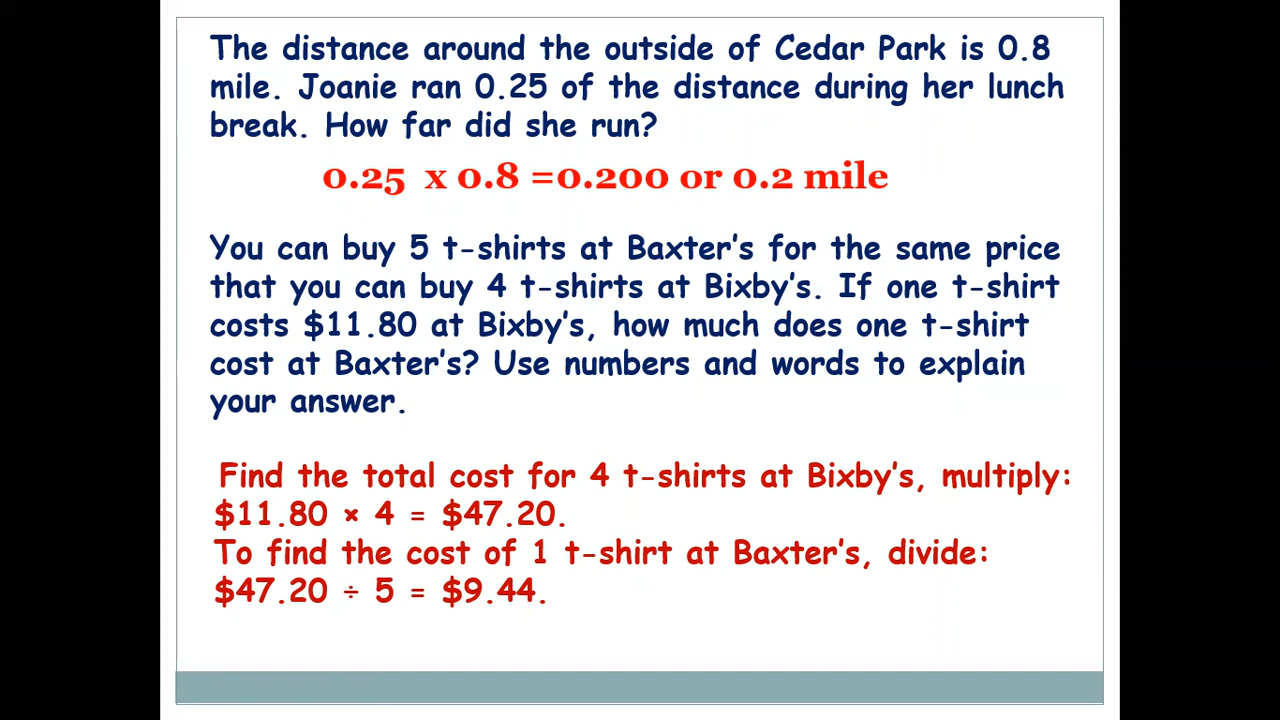 The distance around the outside of Cedar Park is 0.8
mile. Joanie ran 0.25 of the distance during her lunch
break. How far did she run?
0.25 x 0.8 =0.200 or 0.2 mile
You can buy 5 t-shirts at Baxter's for the same price
that you can buy 4 t-shirts at Bixby's. If one t-shirt
costs $11.80 at Bixby's, how much does one t-shirt
cost at Baxter's? Use numbers and words to explain
your answer.
Find the total cost for 4 t-shirts at Bixby's, multiply:
$11.80 × 4 = $47.20.
To find the cost of 1 t-shirt at Baxter's, divide:
$47.20 ÷ 5 = $9.44.